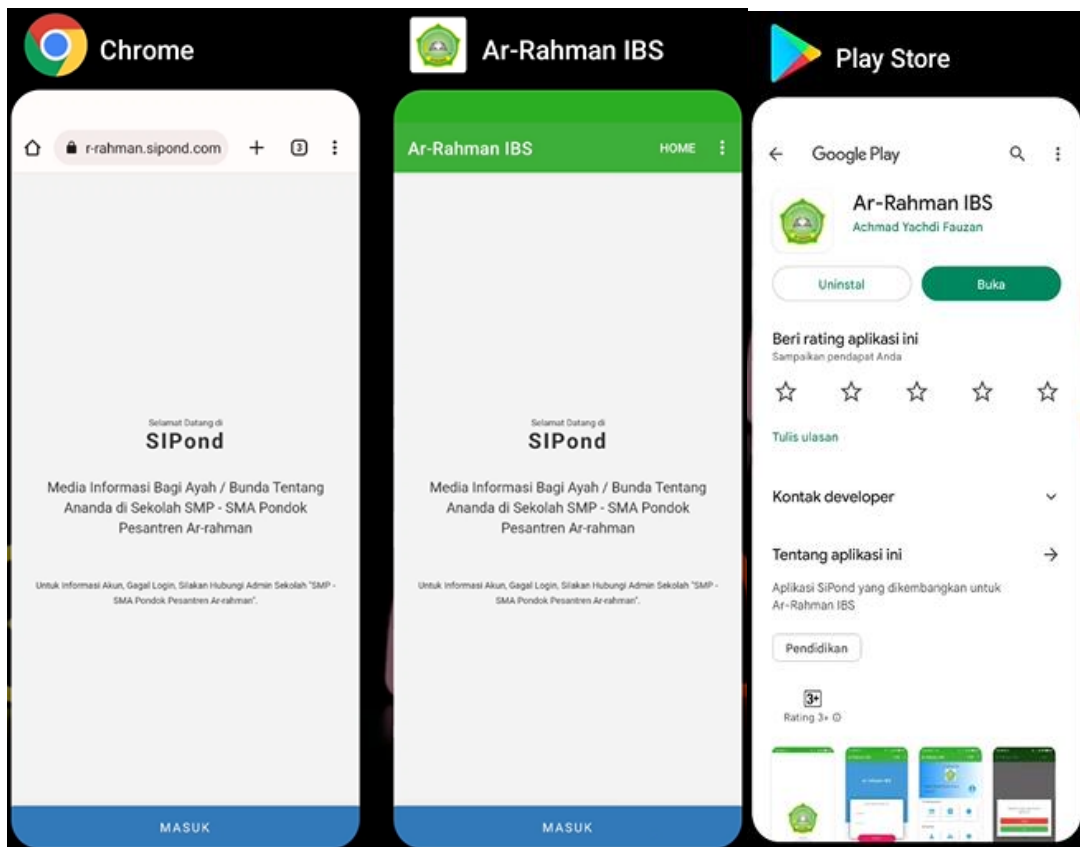 Chrome
r-rahman.sipond.com
3
Selamat Datang di
SIPond
Media Informasi Bagi Ayah / Bunda Tentang
Ananda di Sekolah SMP - SMA Pondok
Pesantren Ar-rahman
Untuk Informasi Akun, Gagal Login, Silakan Hubungi Admin Sekolah "SMP -
SMA Pondok Pesantren Ar-rahman".
MASUK
Ar-Rahman IBS
Ar-Rahman IBS
HOME
Selamat Datang di
SIPond
Media Informasi Bagi Ayah / Bunda Tentang
Ananda di Sekolah SMP - SMA Pondok
Pesantren Ar-rahman
Untuk Informasi Akun, Gagal Login, Silakan Hubungi Admin Sekolah "SMP -
SMA Pondok Pesantren Ar-rahman".
MASUK
Play Store
Google Play
Ar-Rahman IBS
Achmad Yachdi Fauzan
Uninstal
Buka
Beri rating aplikasi ini
Sampaikan pendapat Anda
Tulis ulasan
Kontak developer
Tentang aplikasi ini
Aplikasi SiPond yang dikembangkan untuk
Ar-Rahman IBS
Pendidikan
3+
Rating 3+